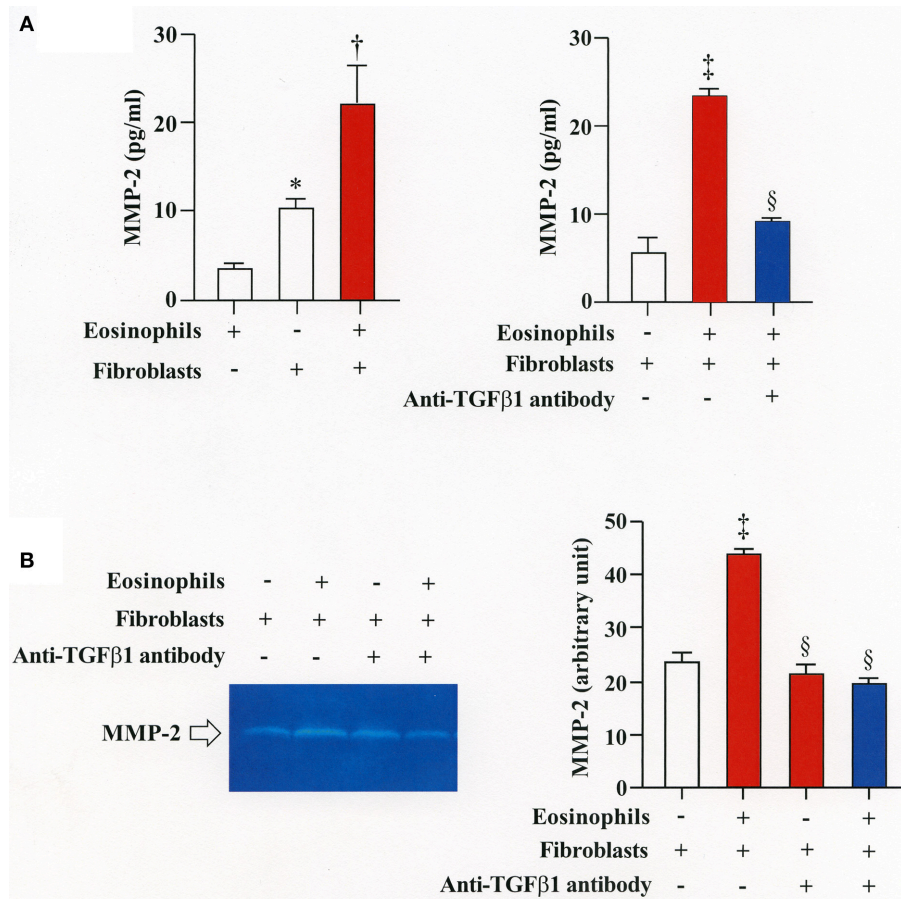 A
30
20
10
0
MMP-2 (pg/ml)
*
†
Eosinophils + - +
Fibroblasts - + +
30
20
10
0
MMP-2 (pg/ml)
‡
§
Eosinophils - + +
Fibroblasts + + +
Anti-TGFβ1 antibody - - +
B
Eosinophils - + - +
Fibroblasts + + + +
Anti-TGFβ1 antibody - - + +
MMP-2
50
40
30
20
10
0
MMP-2 (arbitrary unit)
‡
§
§
Eosinophils - + - +
Fibroblasts + + + +
Anti-TGFβ1 antibody - - + +